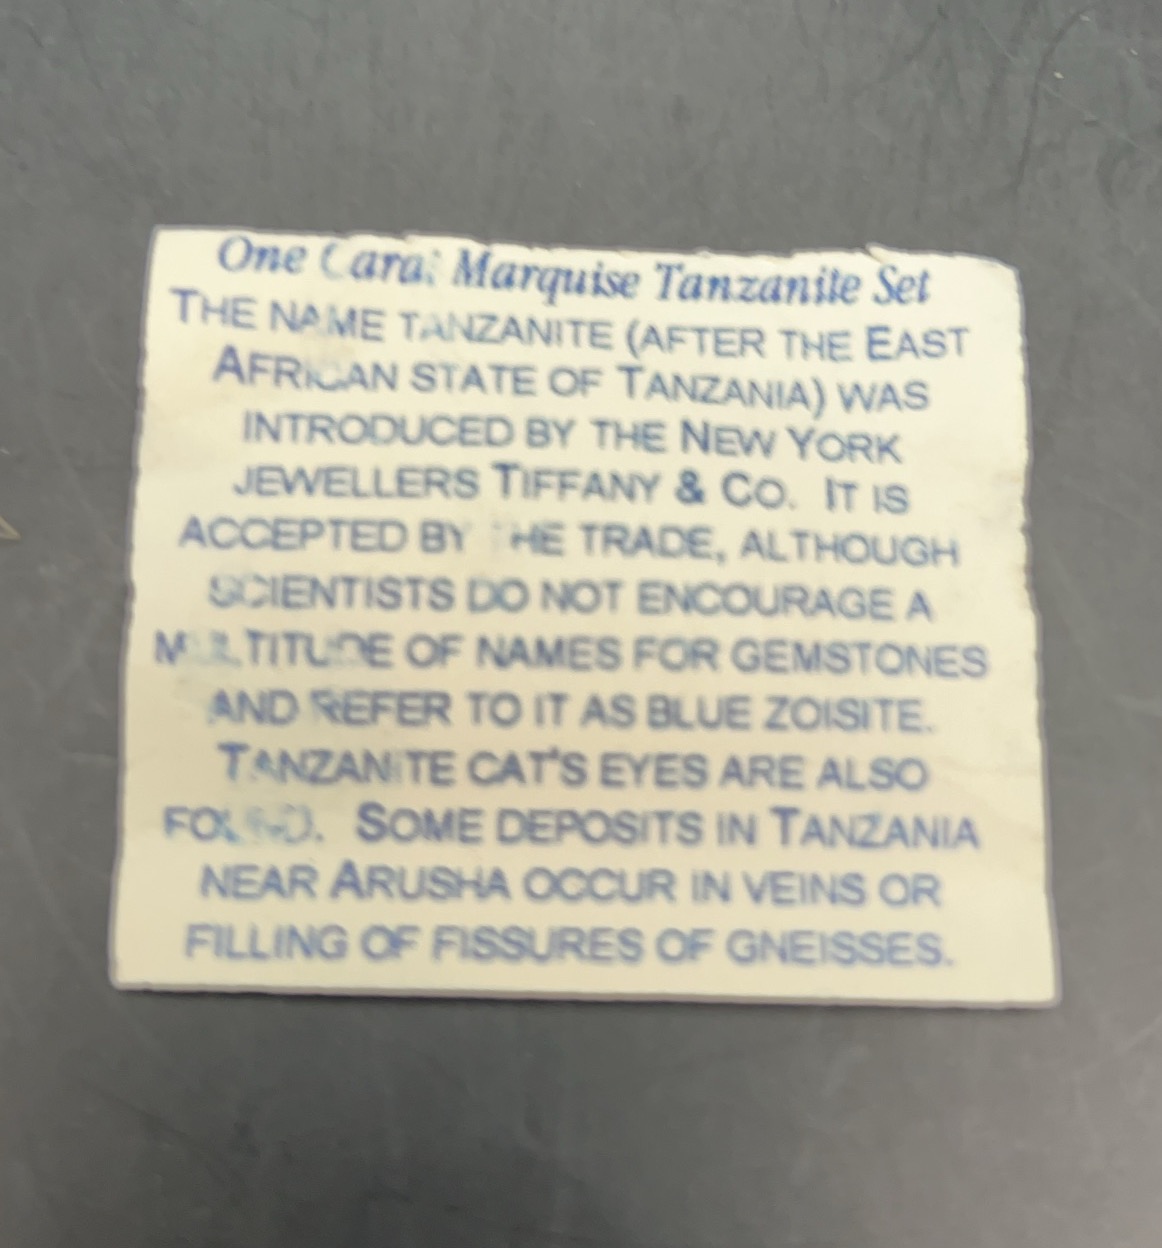 One Carat Marquise Tanzanite Set
THE NAME TANZANITE (AFTER THE EAST
AFRICAN STATE OF TANZANIA) WAS
INTRODUCED BY THE NEW YORK
JEWELLERS TIFFANY & CO. IT IS
ACCEPTED BY THE TRADE, ALTHOUGH
SCIENTISTS DO NOT ENCOURAGE A
MULTITUDE OF NAMES FOR GEMSTONES
AND REFER TO IT AS BLUE ZOISITE.
TANZANITE CAT'S EYES ARE ALSO
FOUND. SOME DEPOSITS IN TANZANIA
NEAR ARUSHA OCCUR IN VEINS OR
FILLING OF FISSURES OF GNEISSES.